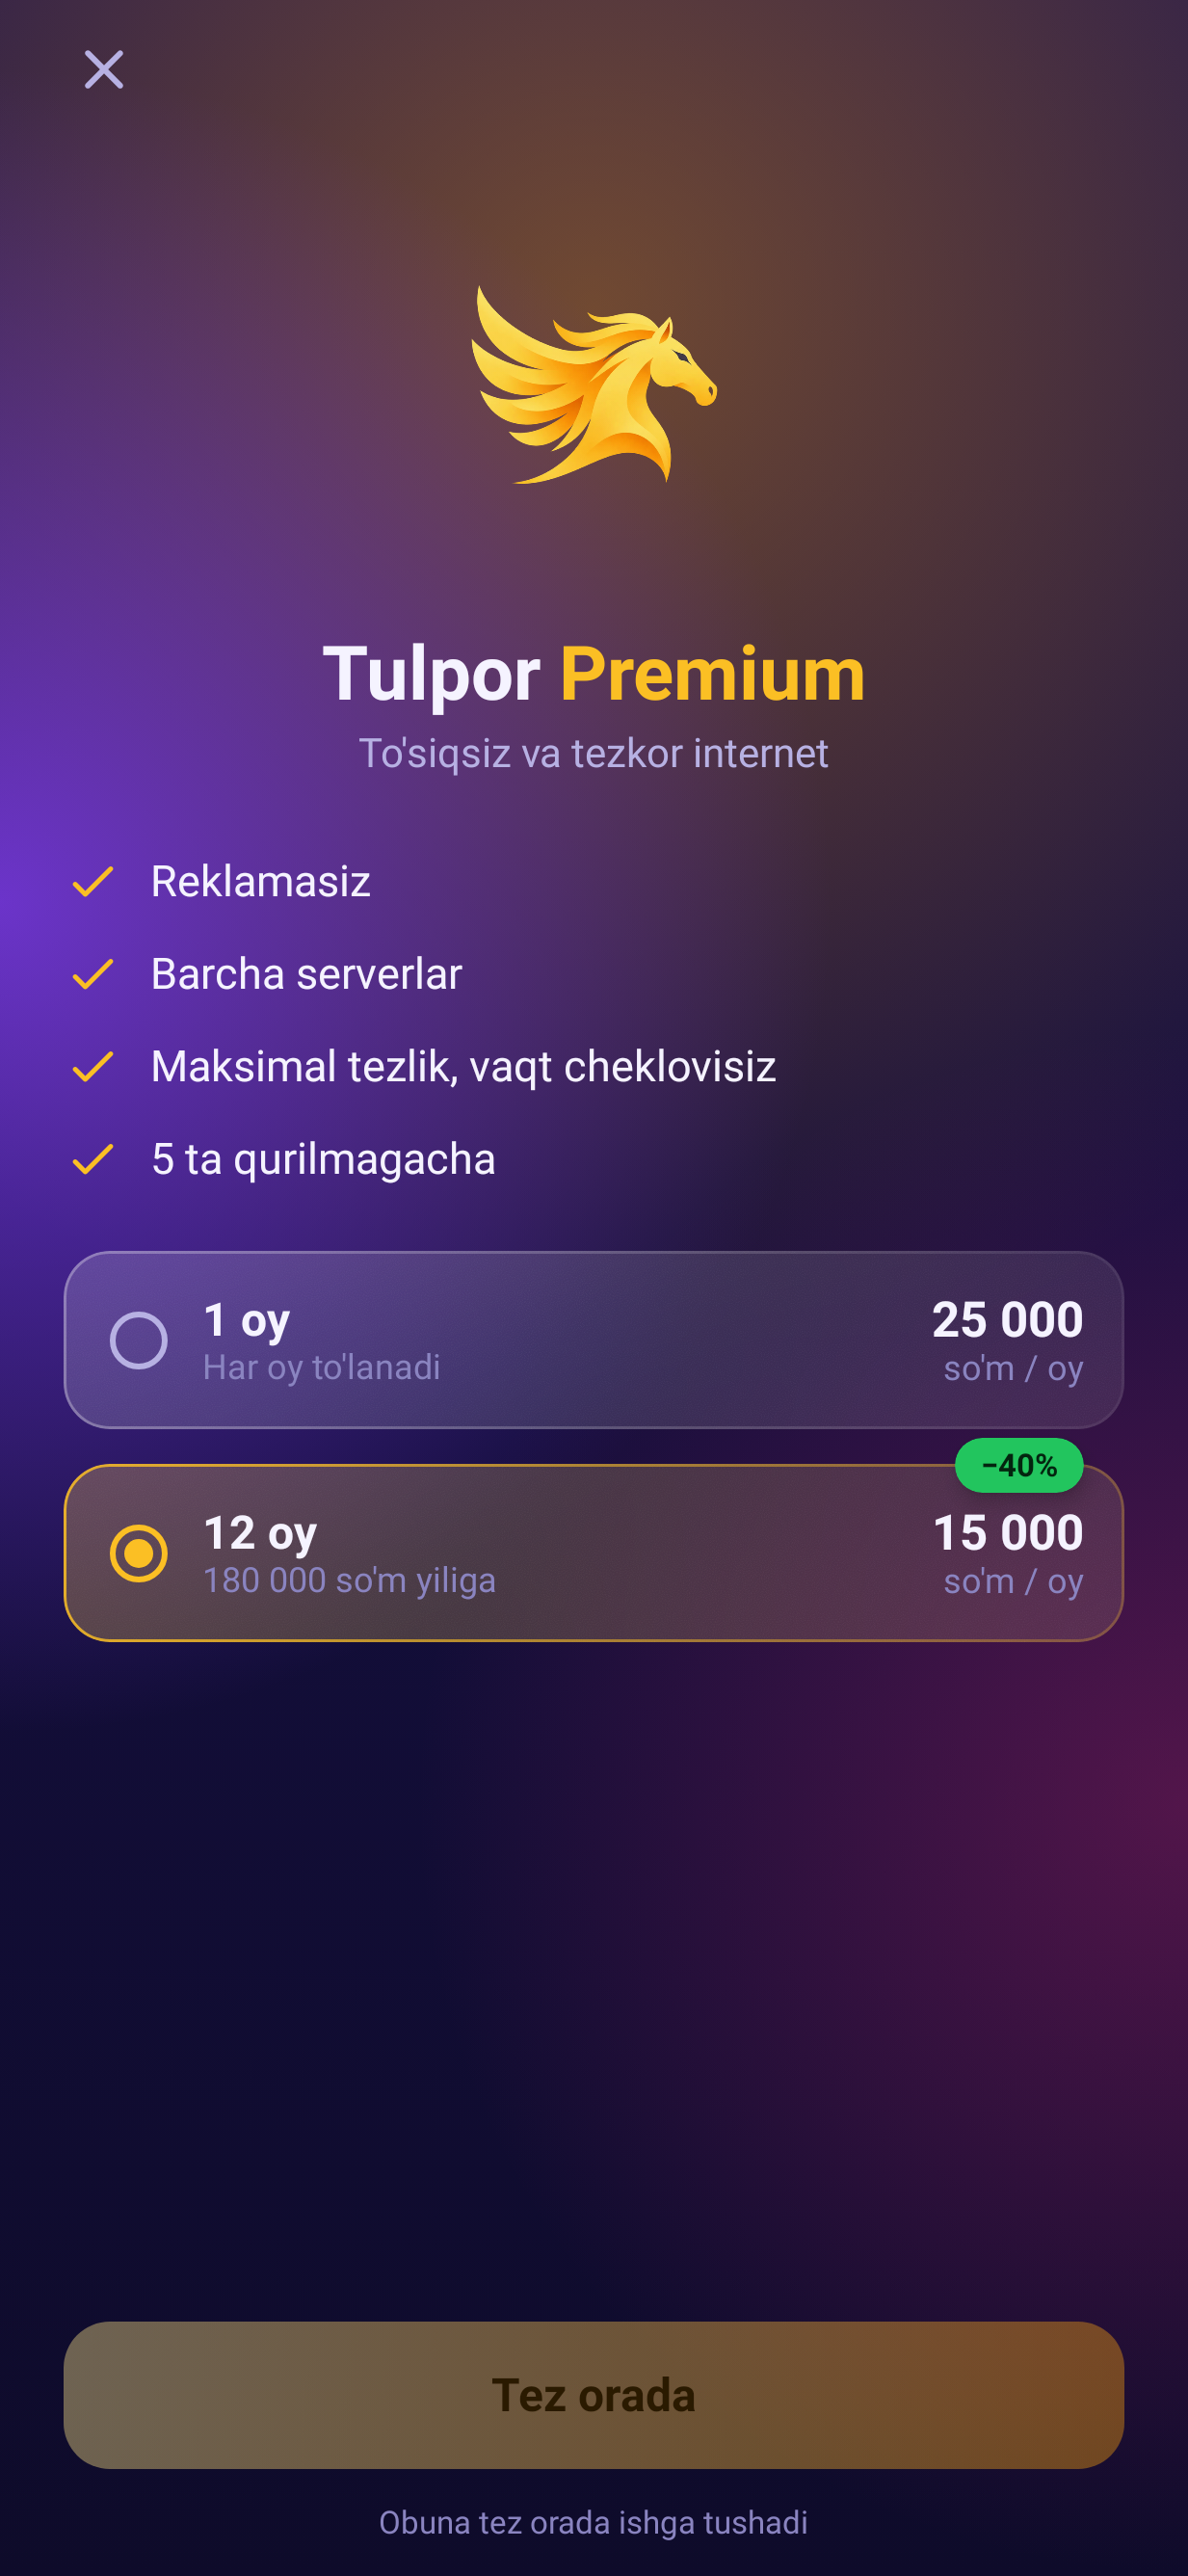 Tulpor Premium
To'siqsiz va tezkor internet
Reklamasiz
Barcha serverlar
Maksimal tezlik, vaqt cheklovisiz
5 ta qurilmagacha
1 oy
Har oy to'lanadi
25 000
so'm / oy
−40%
12 oy
180 000 so'm yiliga
15 000
so'm / oy
Tez orada
Obuna tez orada ishga tushadi